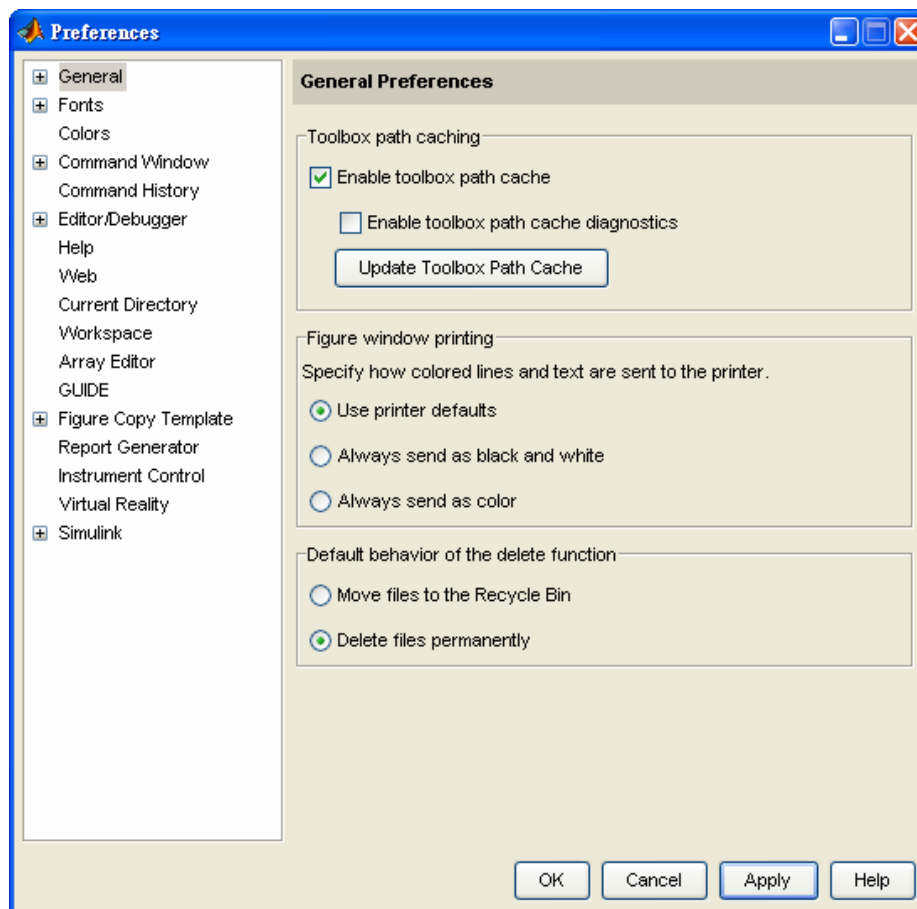 Preferences
General
Fonts
Colors
Command Window
Command History
Editor/Debugger
Help
Web
Current Directory
Workspace
Array Editor
GUIDE
Figure Copy Template
Report Generator
Instrument Control
Virtual Reality
Simulink
General Preferences
Toolbox path caching
Enable toolbox path cache
Enable toolbox path cache diagnostics
Update Toolbox Path Cache
Figure window printing
Specify how colored lines and text are sent to the printer.
Use printer defaults
Always send as black and white
Always send as color
Default behavior of the delete function
Move files to the Recycle Bin
Delete files permanently
OK
Cancel
Apply
Help